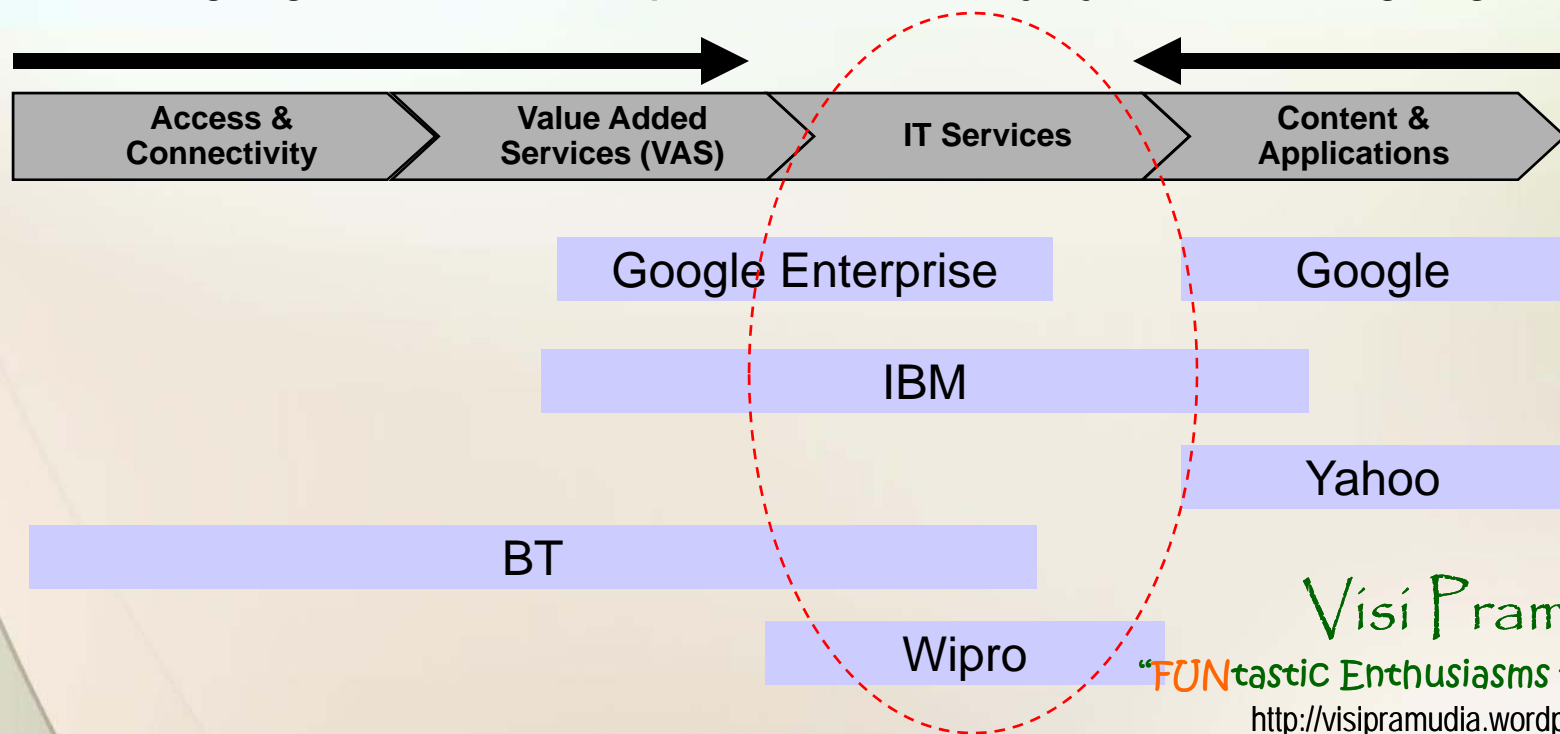 Access &
Connectivity
Value Added
Services (VAS)
IT Services
Content &
Applications
Google Enterprise
Google
IBM
Yahoo
BT
Visi Pram
Wipro
“FUNtastic Enthusiasms
http://visipramudia.wordp